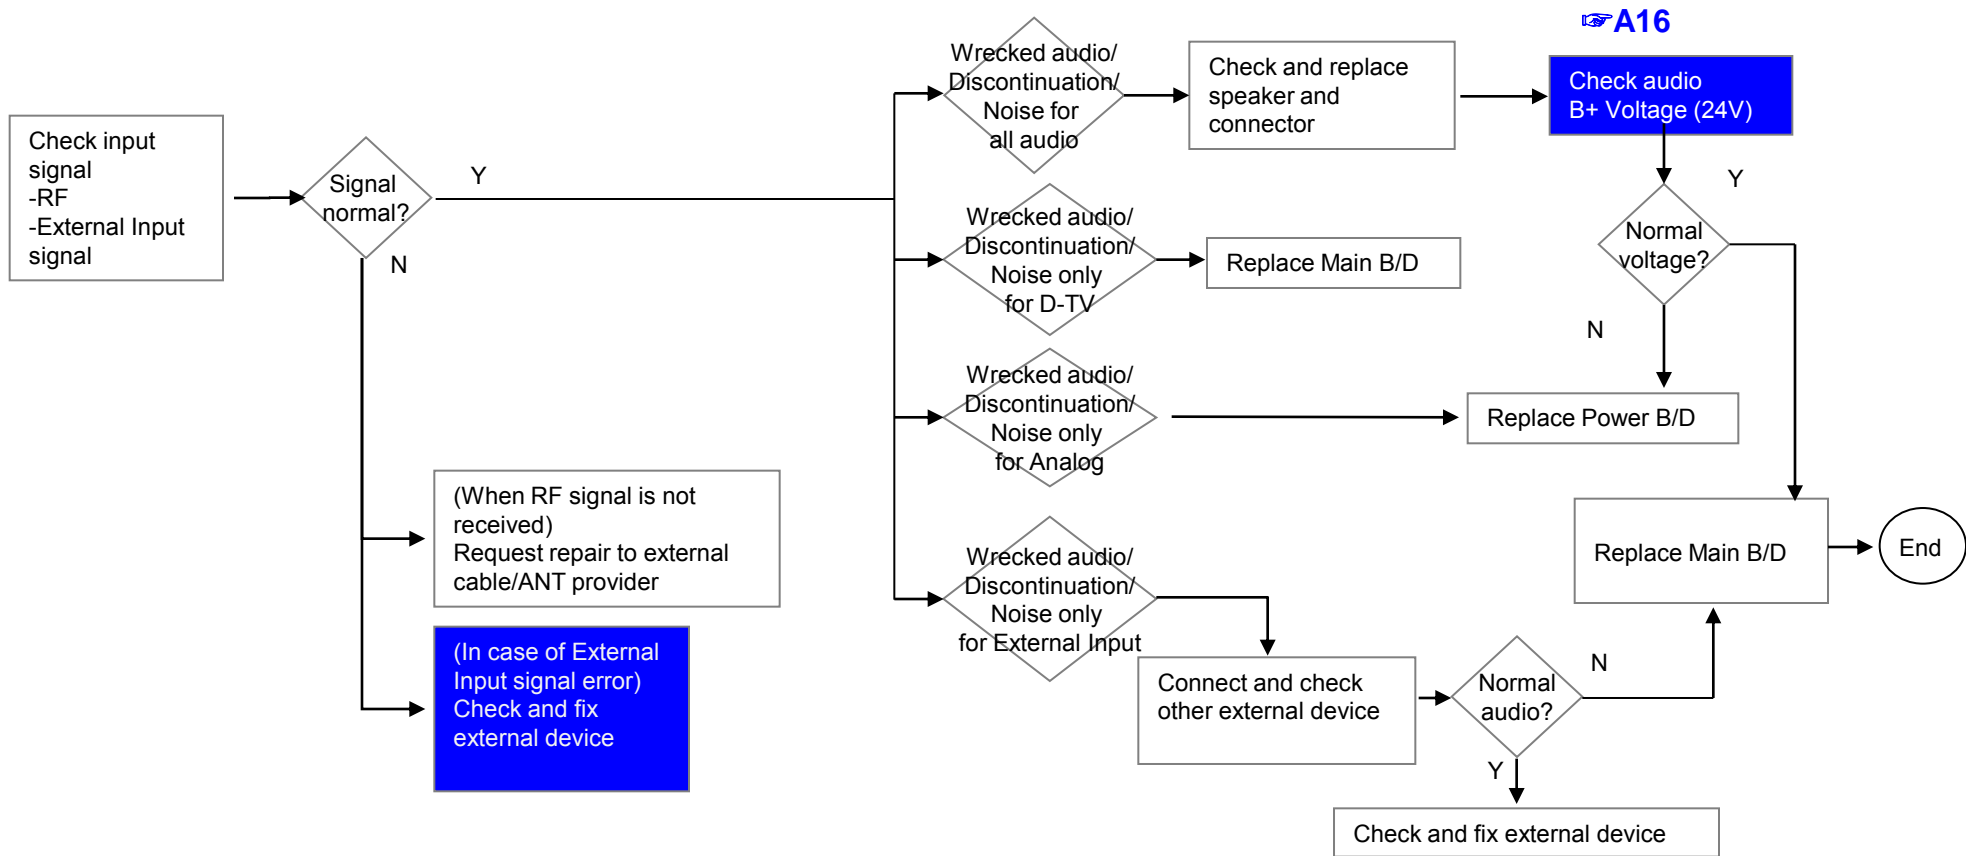 ☞A16
Check input
signal
-RF
-External Input
signal
Signal
normal?
Y
N
(When RF signal is not
received)
Request repair to external
cable/ANT provider
(In case of External
Input signal error)
Check and fix
external device
Wrecked audio/
Discontinuation/
Noise for
all audio
Check and replace
speaker and
connector
Check audio
B+ Voltage (24V)
Y
Normal
voltage?
N
Wrecked audio/
Discontinuation/
Noise only
for D-TV
Replace Main B/D
Wrecked audio/
Discontinuation/
Noise only
for Analog
Replace Power B/D
Wrecked audio/
Discontinuation/
Noise only
for External Input
Connect and check
other external device
Normal
audio?
N
Y
Replace Main B/D
End
Check and fix external device